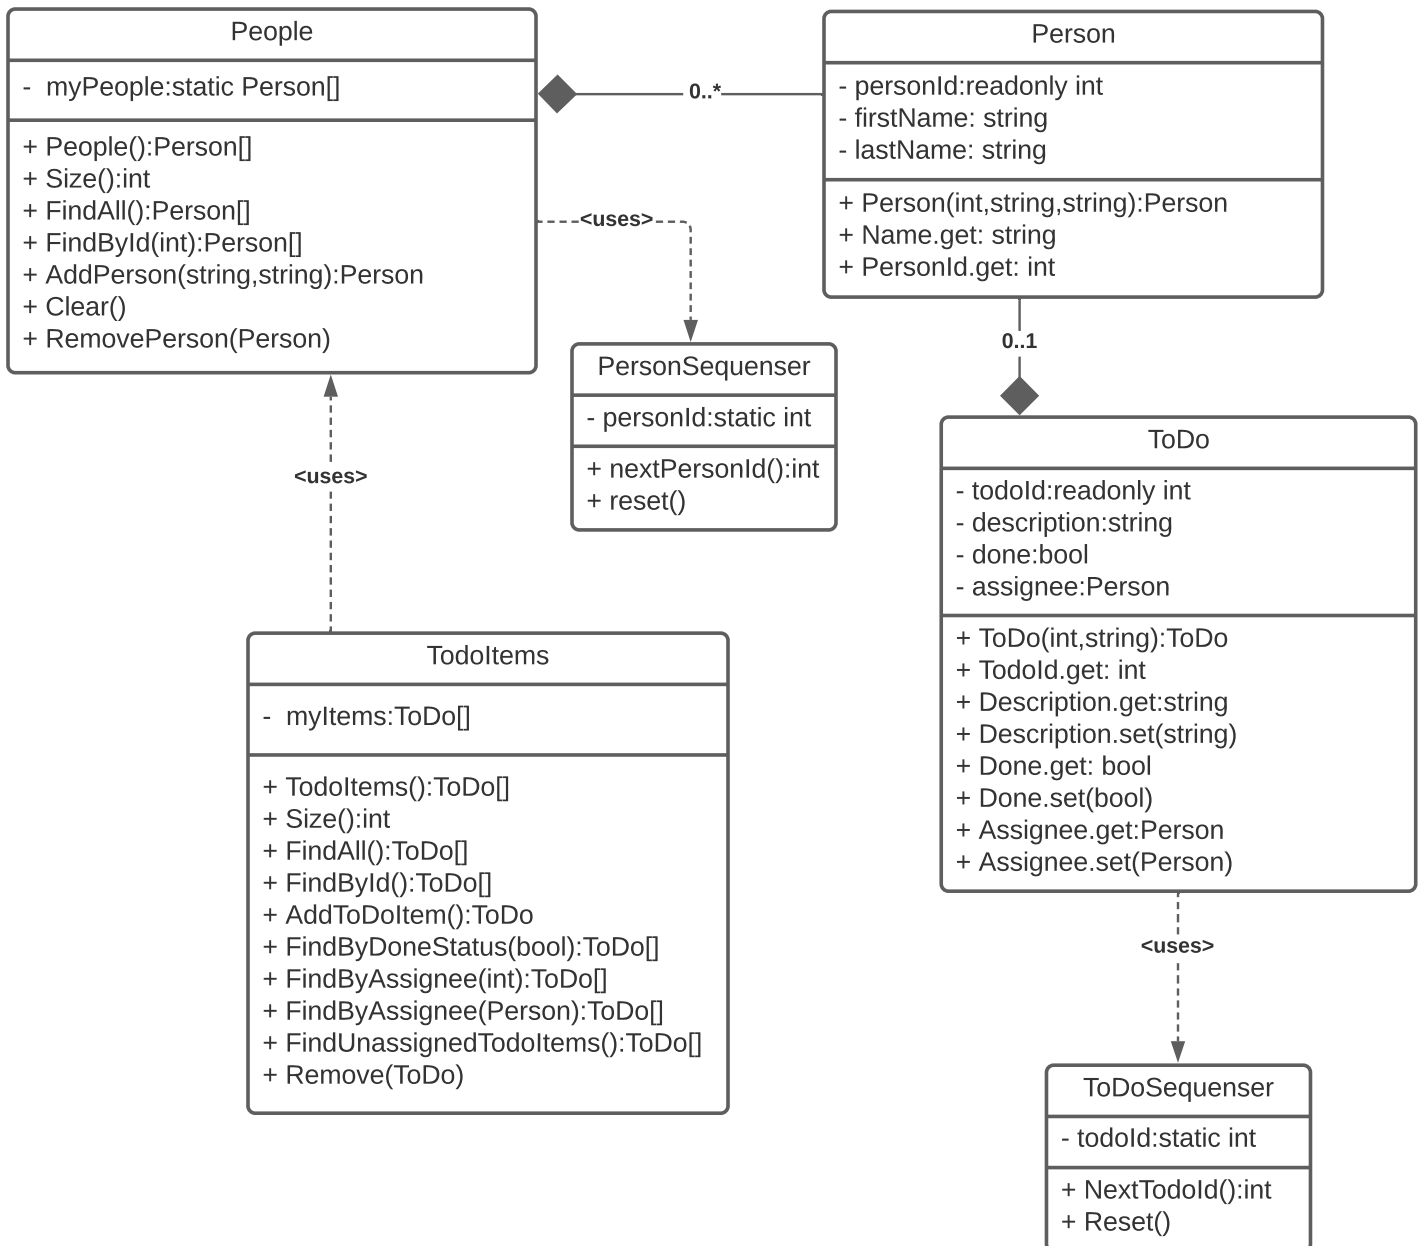 People
- myPeople:static Person[]
+ People():Person[]
+ Size():int
+ FindAll():Person[]
+ FindById(int):Person[]
+ AddPerson(string,string):Person
+ Clear()
+ RemovePerson(Person)
0..*
Person
- personId:readonly int
- firstName: string
- lastName: string
+ Person(int,string,string):Person
+ Name.get: string
+ PersonId.get: int
<uses>
PersonSequenser
- personId:static int
+ nextPersonId():int
+ reset()
0..1
ToDo
- todoId:readonly int
- description:string
- done:bool
- assignee:Person
+ ToDo(int,string):ToDo
+ TodoId.get: int
+ Description.get:string
+ Description.set(string)
+ Done.get: bool
+ Done.set(bool)
+ Assignee.get:Person
+ Assignee.set(Person)
<uses>
TodoItems
- myItems:ToDo[]
+ TodoItems():ToDo[]
+ Size():int
+ FindAll():ToDo[]
+ FindById():ToDo[]
+ AddToDoItem():ToDo
+ FindByDoneStatus(bool):ToDo[]
+ FindByAssignee(int):ToDo[]
+ FindByAssignee(Person):ToDo[]
+ FindUnassignedTodoItems():ToDo[]
+ Remove(ToDo)
<uses>
ToDoSequenser
- todoId:static int
+ NextTodoId():int
+ Reset()